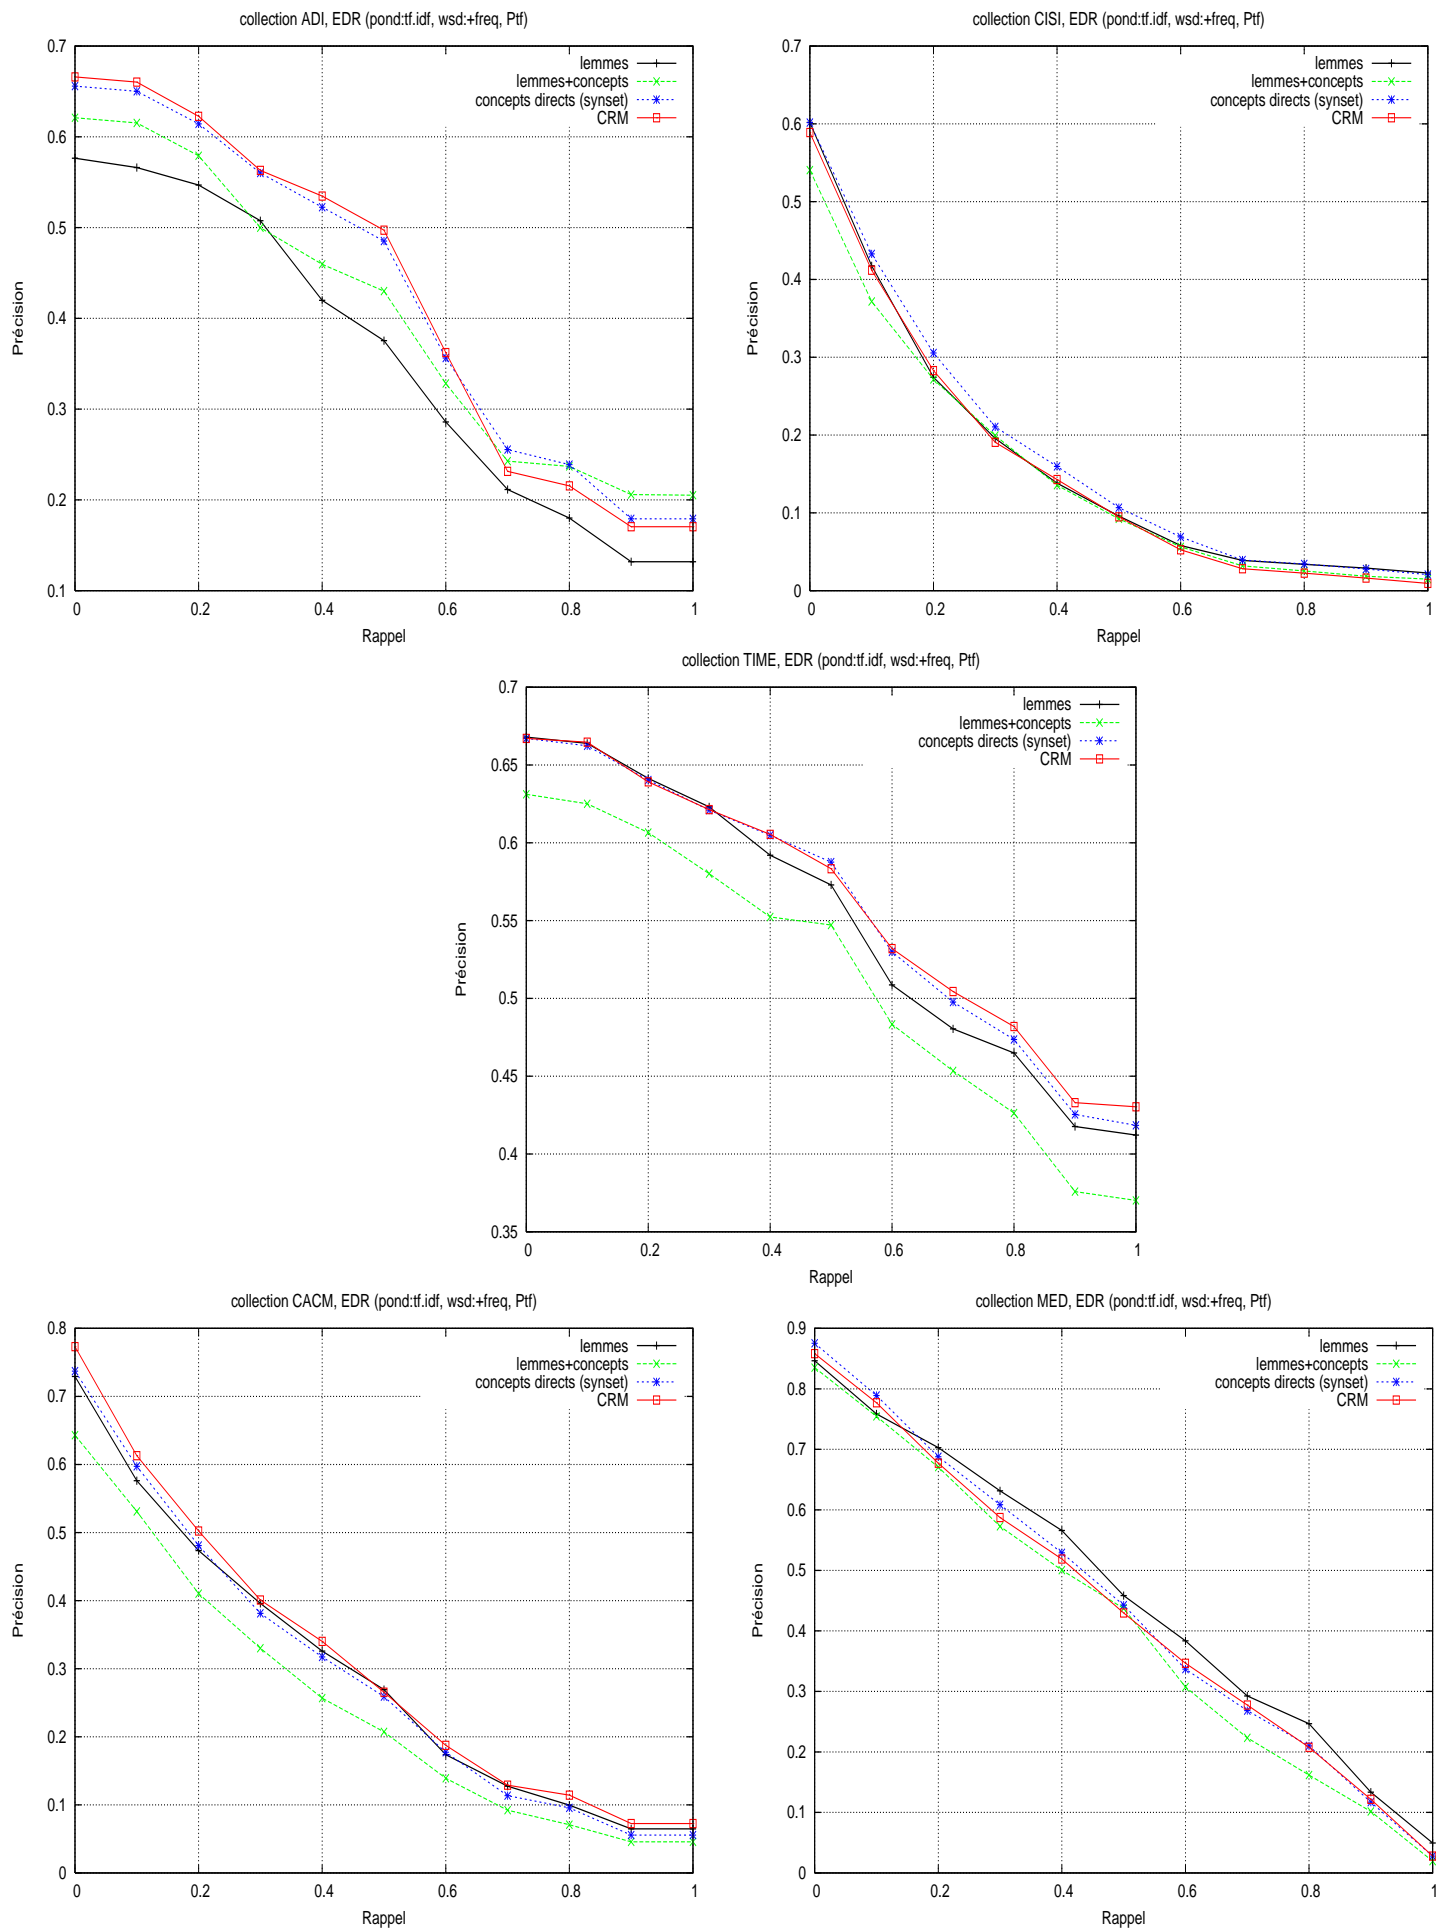 collection ADI, EDR (pond:tf.idf, wsd:+freq, Ptf)
lemmes
lemmes+concepts
concepts directs (synset)
CRM
0.7
0.6
0.5
0.4
0.3
0.2
0.1
Précision
0 0.2 0.4 0.6 0.8 1
Rappel
collection CISI, EDR (pond:tf.idf, wsd:+freq, Ptf)
lemmes
lemmes+concepts
concepts directs (synset)
CRM
0.7
0.6
0.5
0.4
0.3
0.2
0.1
0
Précision
0 0.2 0.4 0.6 0.8 1
Rappel
collection TIME, EDR (pond:tf.idf, wsd:+freq, Ptf)
lemmes
lemmes+concepts
concepts directs (synset)
CRM
0.7
0.65
0.6
0.55
0.5
0.45
0.4
0.35
Précision
0 0.2 0.4 0.6 0.8 1
Rappel
collection CACM, EDR (pond:tf.idf, wsd:+freq, Ptf)
lemmes
lemmes+concepts
concepts directs (synset)
CRM
0.8
0.7
0.6
0.5
0.4
0.3
0.2
0.1
0
Précision
0 0.2 0.4 0.6 0.8 1
Rappel
collection MED, EDR (pond:tf.idf, wsd:+freq, Ptf)
lemmes
lemmes+concepts
concepts directs (synset)
CRM
0.9
0.8
0.7
0.6
0.5
0.4
0.3
0.2
0.1
0
Précision
0 0.2 0.4 0.6 0.8 1
Rappel